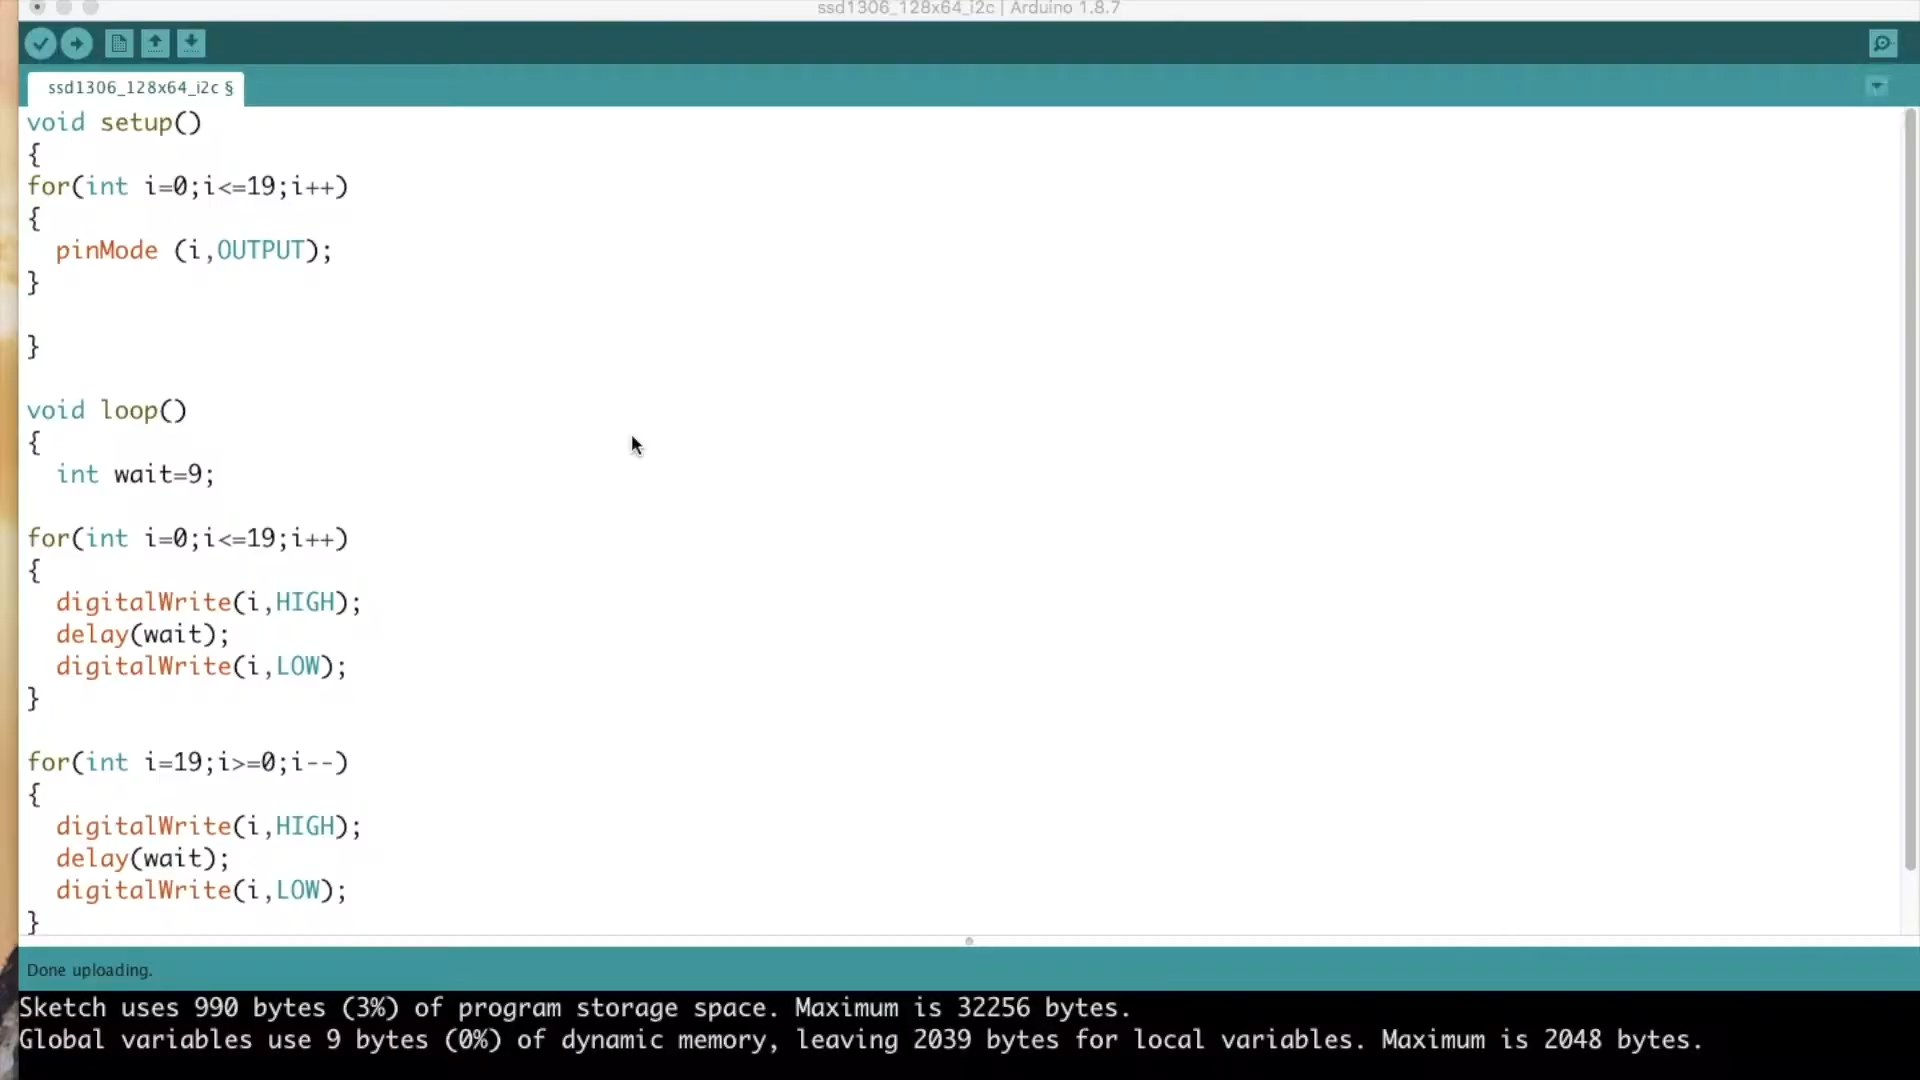 ssd1306_128x64_i2c | Arduino 1.8.7
ssd1306_128x64_i2c §
void setup()
{
for(int i=0;i<=19;i++)
{
  pinMode (i,OUTPUT);
}
}
void loop()
{
  int wait=9;
for(int i=0;i<=19;i++)
{
  digitalWrite(i,HIGH);
  delay(wait);
  digitalWrite(i,LOW);
}
for(int i=19;i>=0;i--)
{
  digitalWrite(i,HIGH);
  delay(wait);
  digitalWrite(i,LOW);
}
Done uploading.
Sketch uses 990 bytes (3%) of program storage space. Maximum is 32256 bytes.
Global variables use 9 bytes (0%) of dynamic memory, leaving 2039 bytes for local variables. Maximum is 2048 bytes.